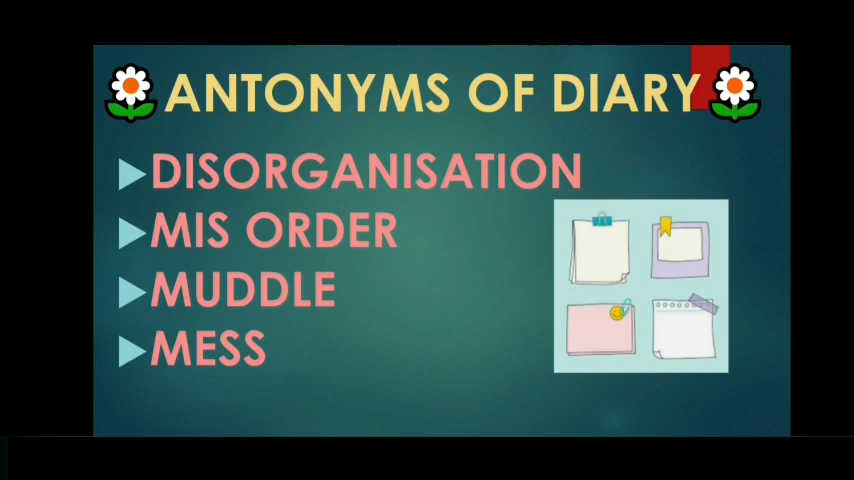 ANTONYMS OF DIARY
DISORGANISATION
MIS ORDER
MUDDLE
MESS